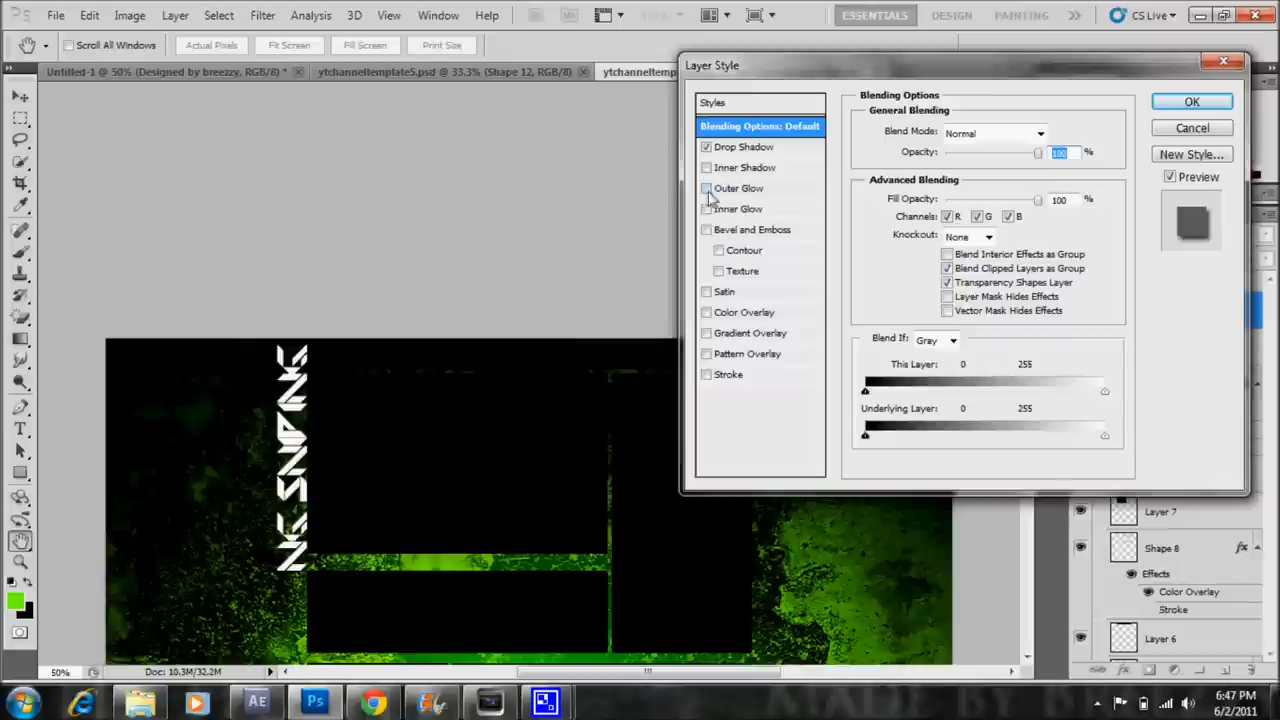 Ps File Edit Image Layer Select Filter Analysis 3D View Window Help ESSENTIALS DESIGN PAINTING CS Live
Scroll All Windows Actual Pixels Fit Screen Fill Screen Print Size
Untitled-1 @ 50% (Designed by breezzy, RGB/8) * ytchanneltemplate5.psd @ 33.3% (Shape 12, RGB/8) ytchanneltemp
Layer Style
Styles
Blending Options: Default
Drop Shadow
Inner Shadow
Outer Glow
Inner Glow
Bevel and Emboss
Contour
Texture
Satin
Color Overlay
Gradient Overlay
Pattern Overlay
Stroke
Blending Options
General Blending
Blend Mode: Normal
Opacity: 100 %
Advanced Blending
Fill Opacity: 100 %
Channels: R G B
Knockout: None
Blend Interior Effects as Group
Blend Clipped Layers as Group
Transparency Shapes Layer
Layer Mask Hides Effects
Vector Mask Hides Effects
Blend If: Gray
This Layer: 0 255
Underlying Layer: 0 255
OK
Cancel
New Style...
Preview
Layer 7
Shape 8 fx
Effects
Color Overlay
Stroke
Layer 6
50% Doc: 10.3M/32.2M
Ae Ps
6:47 PM
6/2/2011